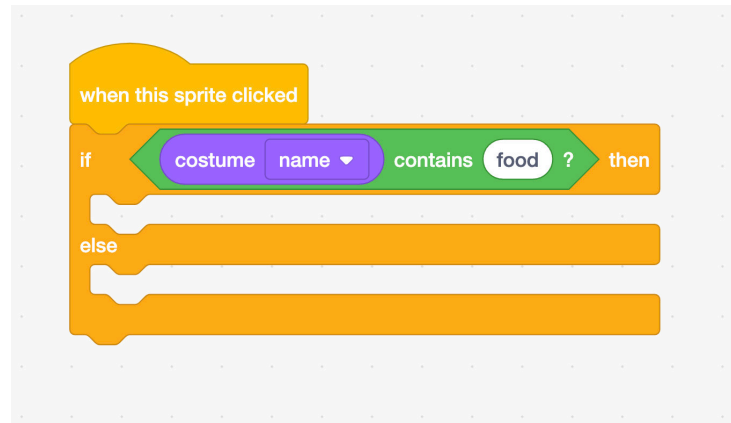 when this sprite clicked
if costume name contains food ? then
else